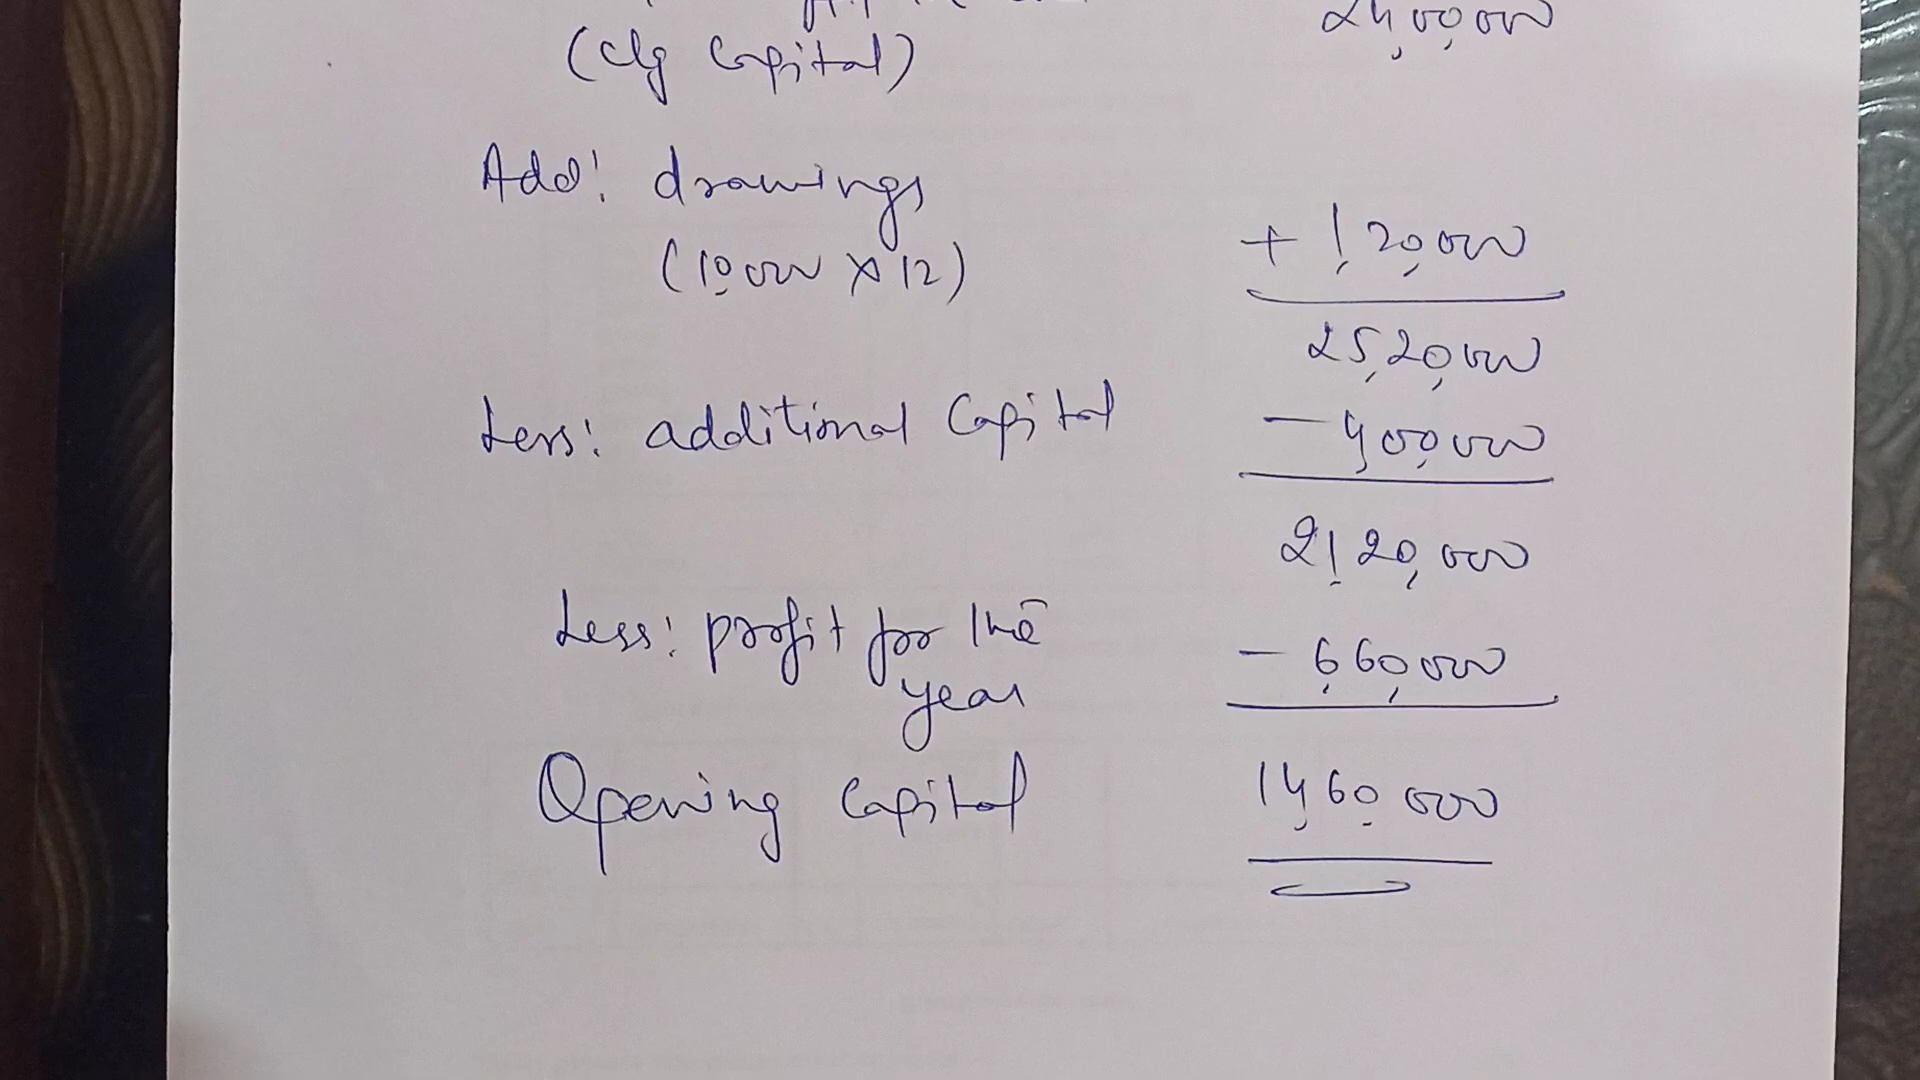 24,00,000
(clg Capital)
Add: drawings
(10,000 × 12)
+ 1,20,000
25,20,000
Less: additional Capital
- 4,00,000
21,20,000
Less: profit for the
year
- 6,60,000
Opening Capital
14,60,000